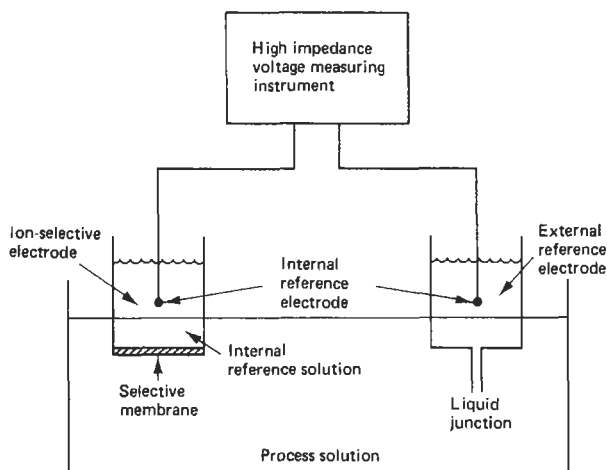 High impedance
voltage measuring
instrument
Ion-selective
electrode
Internal
reference
electrode
External
reference
electrode
Internal
reference solution
Selective
membrane
Liquid
junction
Process solution